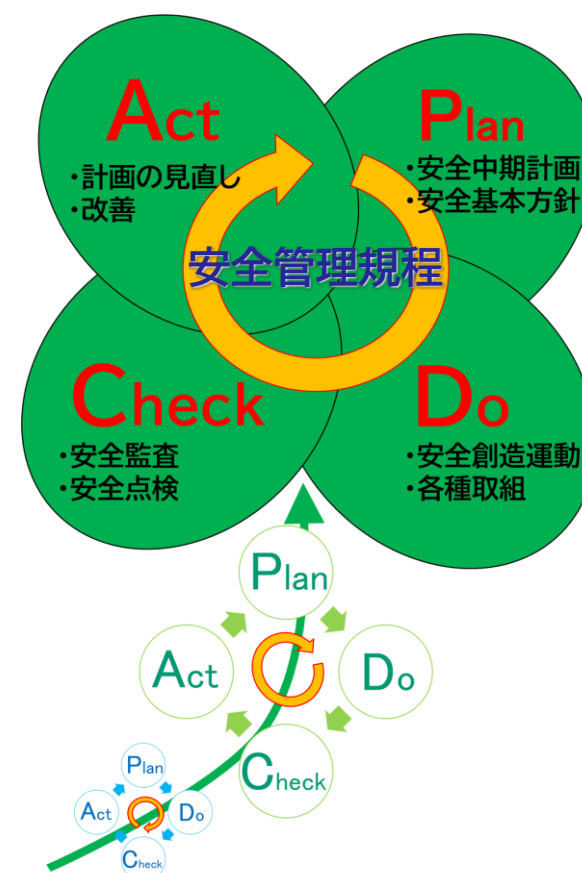 Act
・計画の見直し
・改善
Plan
・安全中期計画
・安全基本方針
安全管理規程
Check
・安全監査
・安全点検
Do
・安全創造運動
・各種取組
Plan
Act
Do
Check
Plan
Act
Do
Check